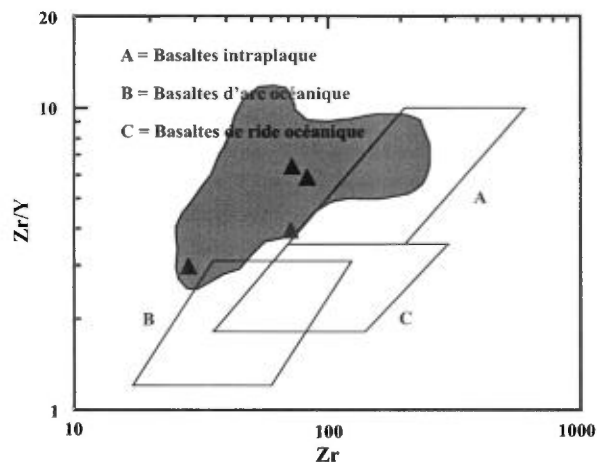 20
A = Basaltes intraplaque
B = Basaltes d'arc océanique
10
C = Basaltes de ride océanique
Zr/Y
A
B
C
1
10
100
1000
Zr